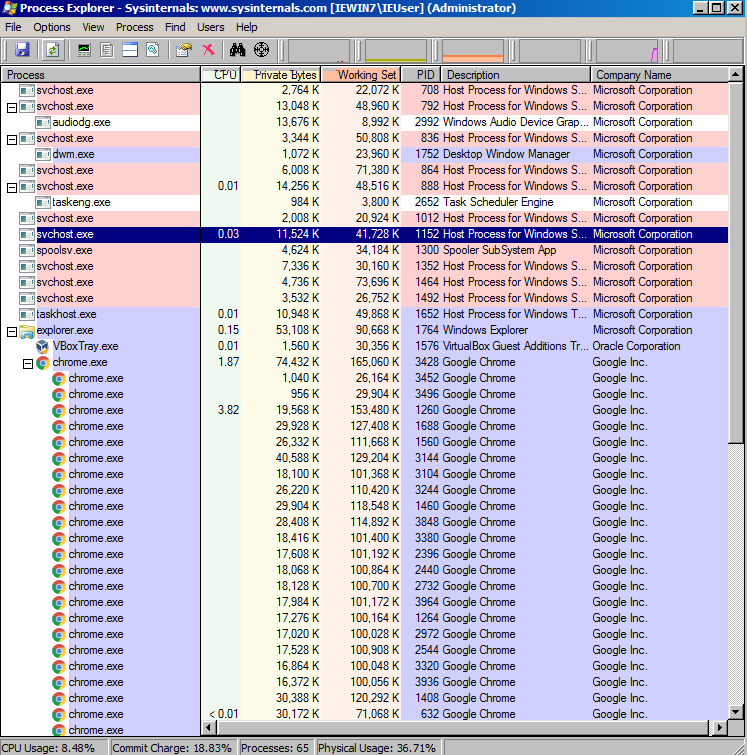 Process Explorer - Sysinternals: www.sysinternals.com [IEWIN7\IEUser] (Administrator)
File Options View Process Find Users Help
Process CPU Private Bytes Working Set PID Description Company Name
svchost.exe 2,764 K 22,072 K 708 Host Process for Windows S... Microsoft Corporation
svchost.exe 13,048 K 48,960 K 792 Host Process for Windows S... Microsoft Corporation
audiodg.exe 13,676 K 8,992 K 2992 Windows Audio Device Grap... Microsoft Corporation
svchost.exe 3,344 K 50,808 K 836 Host Process for Windows S... Microsoft Corporation
dwm.exe 1,072 K 23,960 K 1752 Desktop Window Manager Microsoft Corporation
svchost.exe 6,008 K 71,380 K 864 Host Process for Windows S... Microsoft Corporation
svchost.exe 0.01 14,256 K 48,516 K 888 Host Process for Windows S... Microsoft Corporation
taskeng.exe 984 K 3,800 K 2652 Task Scheduler Engine Microsoft Corporation
svchost.exe 2,008 K 20,924 K 1012 Host Process for Windows S... Microsoft Corporation
svchost.exe 0.03 11,524 K 41,728 K 1152 Host Process for Windows S... Microsoft Corporation
spoolsv.exe 4,624 K 34,184 K 1300 Spooler SubSystem App Microsoft Corporation
svchost.exe 7,336 K 30,160 K 1352 Host Process for Windows S... Microsoft Corporation
svchost.exe 4,736 K 73,696 K 1464 Host Process for Windows S... Microsoft Corporation
svchost.exe 3,532 K 26,752 K 1492 Host Process for Windows S... Microsoft Corporation
taskhost.exe 0.01 10,948 K 49,868 K 1652 Host Process for Windows T... Microsoft Corporation
explorer.exe 0.15 53,108 K 90,668 K 1764 Windows Explorer Microsoft Corporation
VBoxTray.exe 0.01 1,560 K 30,356 K 1576 VirtualBox Guest Additions Tr... Oracle Corporation
chrome.exe 1.87 74,432 K 165,060 K 3428 Google Chrome Google Inc.
chrome.exe 1,040 K 26,164 K 3452 Google Chrome Google Inc.
chrome.exe 956 K 29,904 K 3496 Google Chrome Google Inc.
chrome.exe 3.82 19,568 K 153,480 K 1260 Google Chrome Google Inc.
chrome.exe 29,928 K 127,408 K 1688 Google Chrome Google Inc.
chrome.exe 26,332 K 111,668 K 1560 Google Chrome Google Inc.
chrome.exe 40,588 K 129,204 K 3144 Google Chrome Google Inc.
chrome.exe 18,100 K 101,368 K 3104 Google Chrome Google Inc.
chrome.exe 26,220 K 110,420 K 3244 Google Chrome Google Inc.
chrome.exe 29,904 K 118,548 K 1460 Google Chrome Google Inc.
chrome.exe 28,408 K 114,892 K 3848 Google Chrome Google Inc.
chrome.exe 18,416 K 101,400 K 3380 Google Chrome Google Inc.
chrome.exe 17,608 K 101,192 K 2396 Google Chrome Google Inc.
chrome.exe 18,068 K 100,864 K 2440 Google Chrome Google Inc.
chrome.exe 18,128 K 100,700 K 2732 Google Chrome Google Inc.
chrome.exe 17,984 K 101,172 K 3964 Google Chrome Google Inc.
chrome.exe 17,276 K 100,164 K 1264 Google Chrome Google Inc.
chrome.exe 17,020 K 100,028 K 2972 Google Chrome Google Inc.
chrome.exe 17,528 K 100,908 K 2544 Google Chrome Google Inc.
chrome.exe 16,864 K 100,048 K 3320 Google Chrome Google Inc.
chrome.exe 16,372 K 100,056 K 3936 Google Chrome Google Inc.
chrome.exe 30,388 K 120,292 K 1408 Google Chrome Google Inc.
chrome.exe < 0.01 30,172 K 71,068 K 632 Google Chrome Google Inc.
CPU Usage: 8.48% Commit Charge: 18.83% Processes: 65 Physical Usage: 36.71%